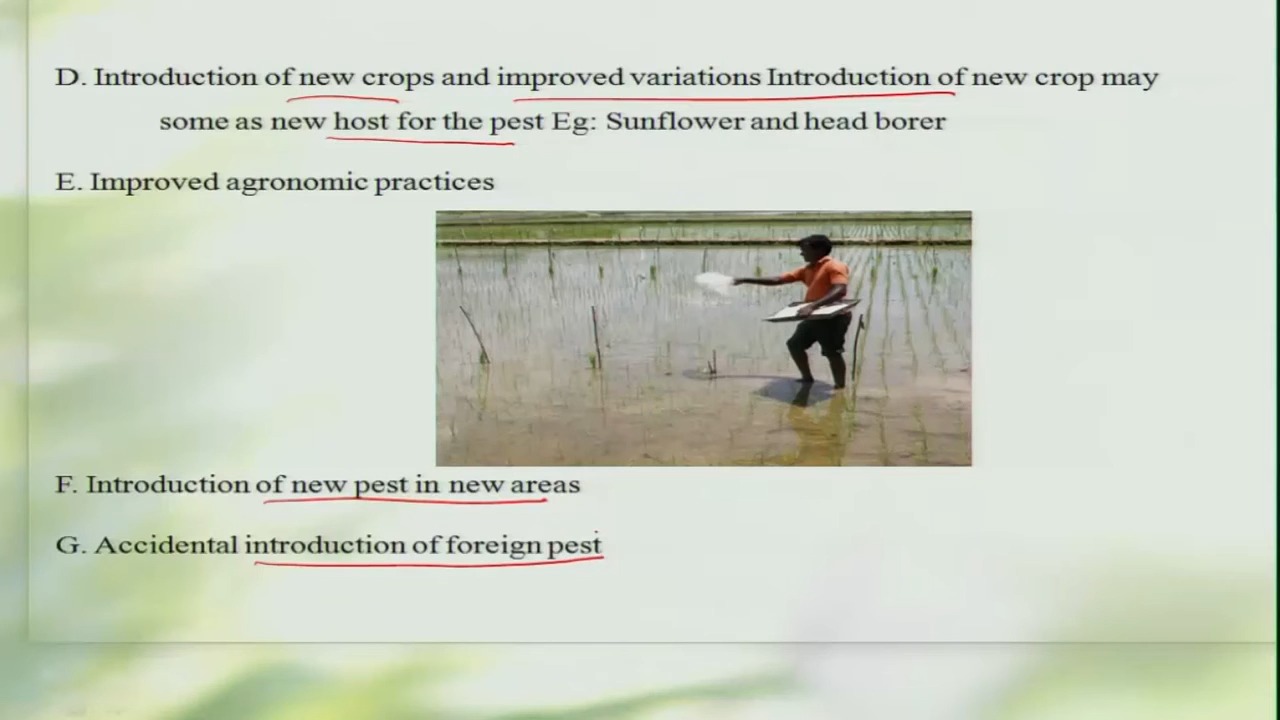 D. Introduction of new crops and improved variations Introduction of new crop may
some as new host for the pest Eg: Sunflower and head borer
E. Improved agronomic practices
F. Introduction of new pest in new areas
G. Accidental introduction of foreign pest